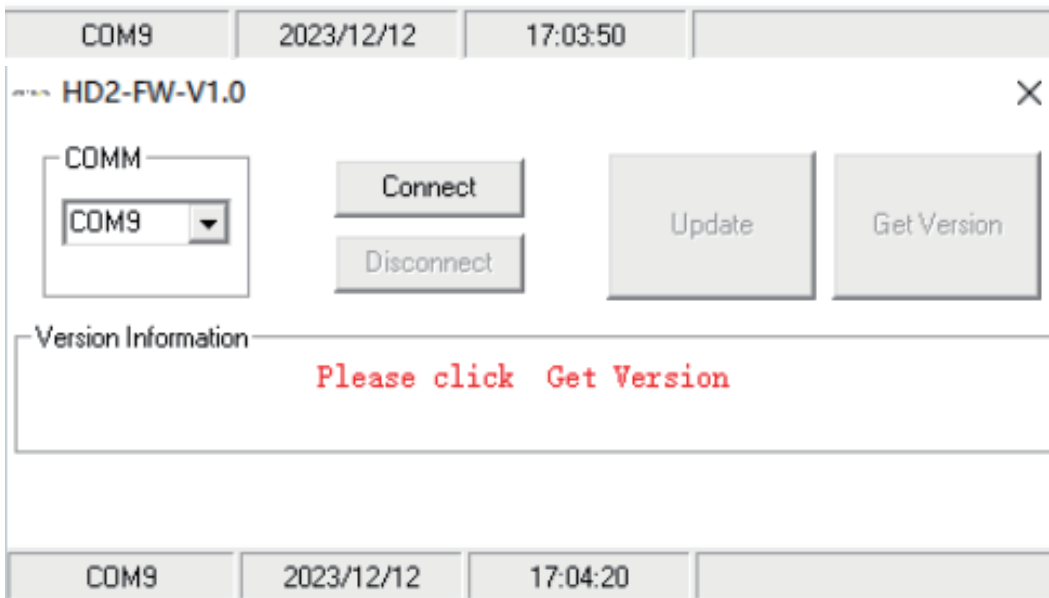 COM9 2023/12/12 17:03:50
HD2-FW-V1.0
COMM
COM9
Connect
Disconnect
Update
Get Version
Version Information
Please click Get Version
COM9 2023/12/12 17:04:20